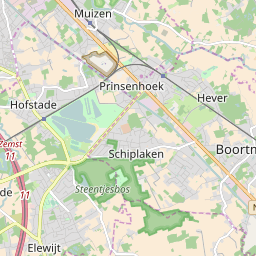 Muizen
Prinsenhoek
Hever
Hofstade
Zemst
11
Schiplaken
Boortm
Steentjesbos
de
11
Elewijt
N